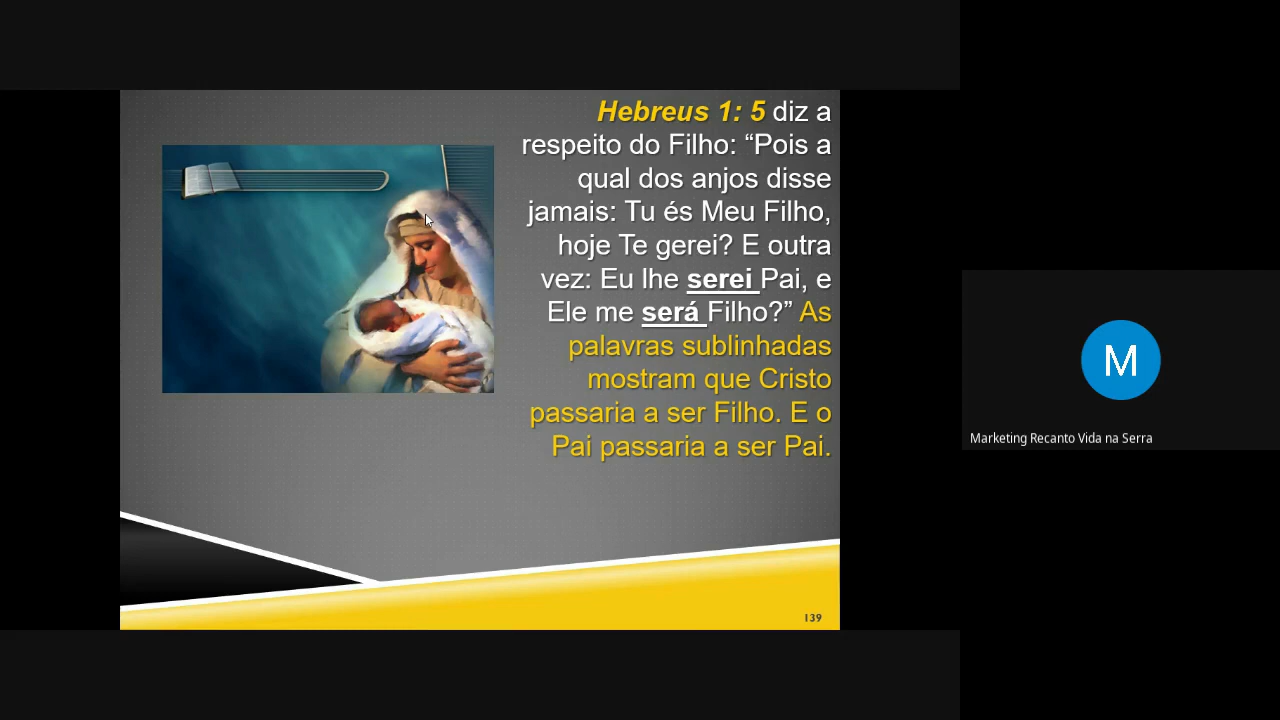 Hebreus 1: 5 diz a
respeito do Filho: “Pois a
qual dos anjos disse
jamais: Tu és Meu Filho,
hoje Te gerei? E outra
vez: Eu lhe serei Pai, e
Ele me será Filho?” As
palavras sublinhadas
mostram que Cristo
passaria a ser Filho. E o
Pai passaria a ser Pai.
139
M
Marketing Recanto Vida na Serra